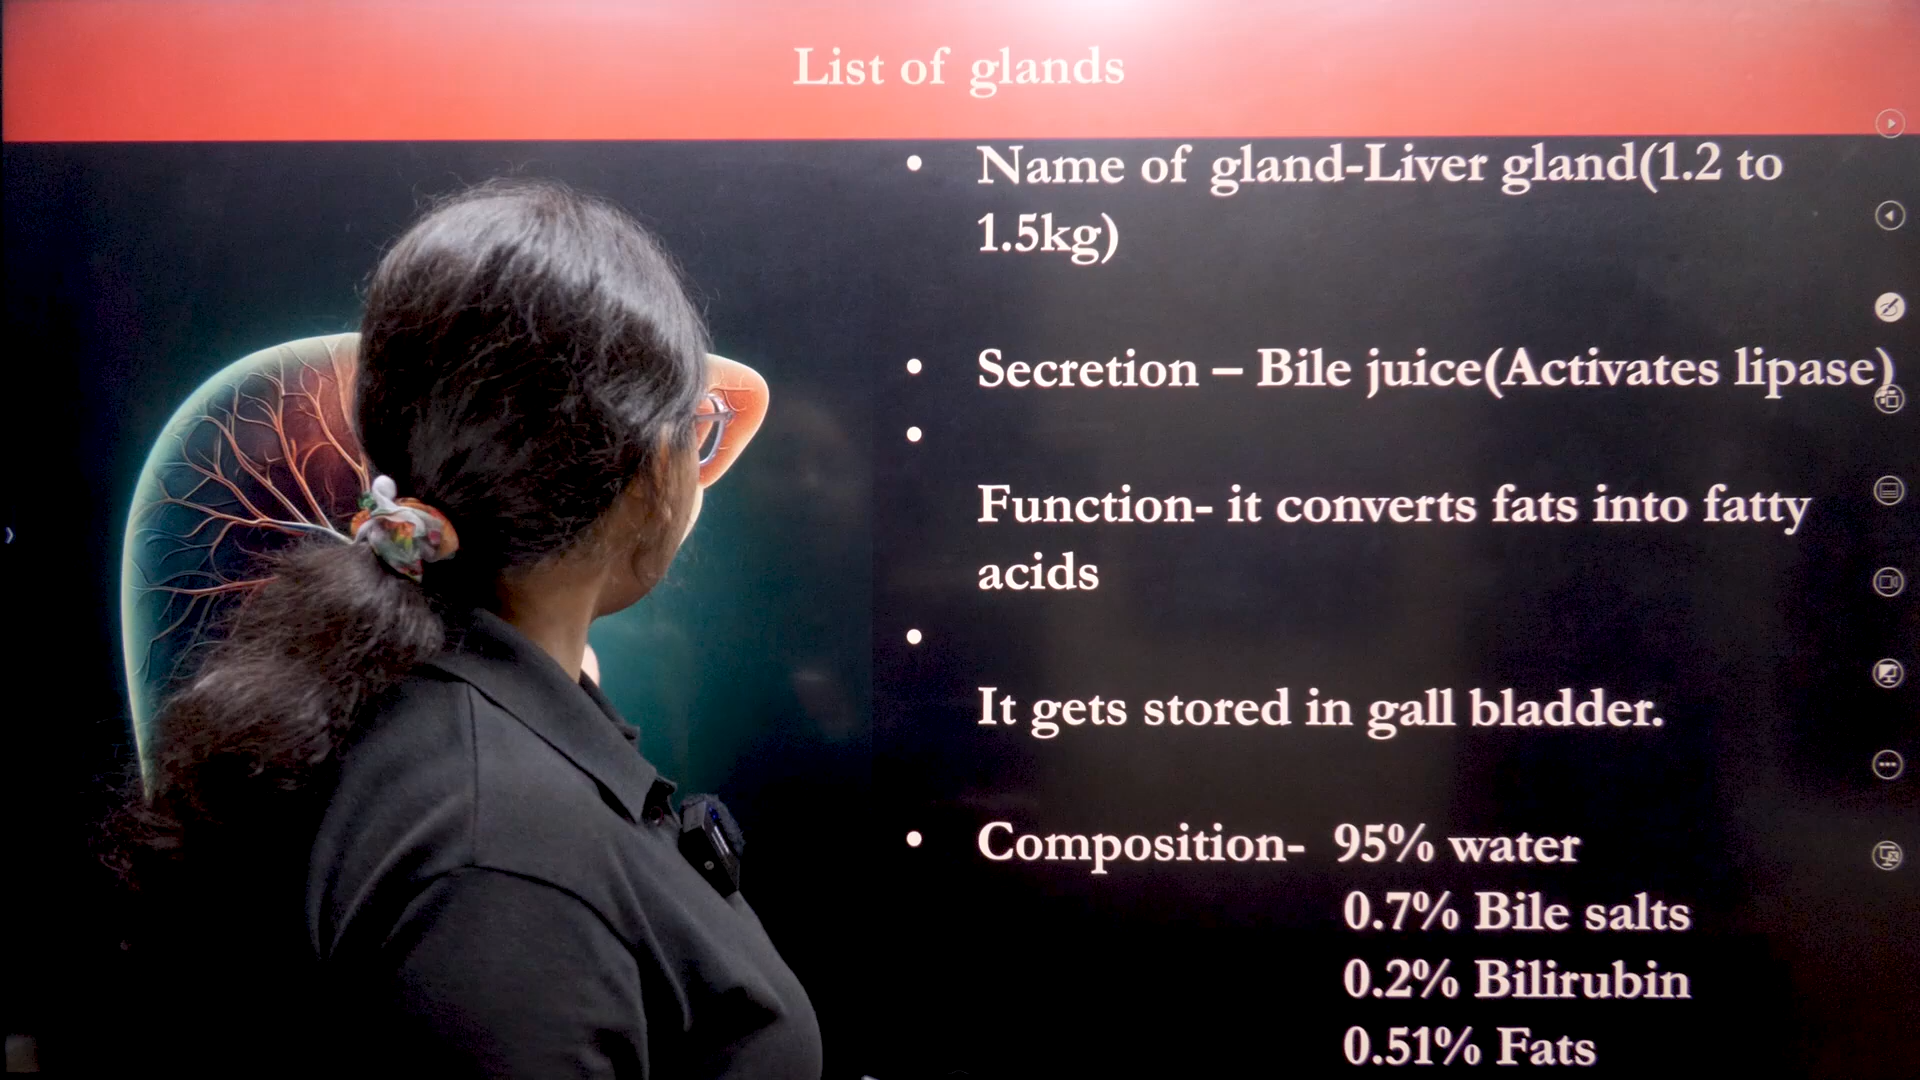 List of glands
• Name of gland-Liver gland(1.2 to
1.5kg)
• Secretion – Bile juice(Activates lipase)
•
Function- it converts fats into fatty
acids
•
It gets stored in gall bladder.
• Composition- 95% water
0.7% Bile salts
0.2% Bilirubin
0.51% Fats